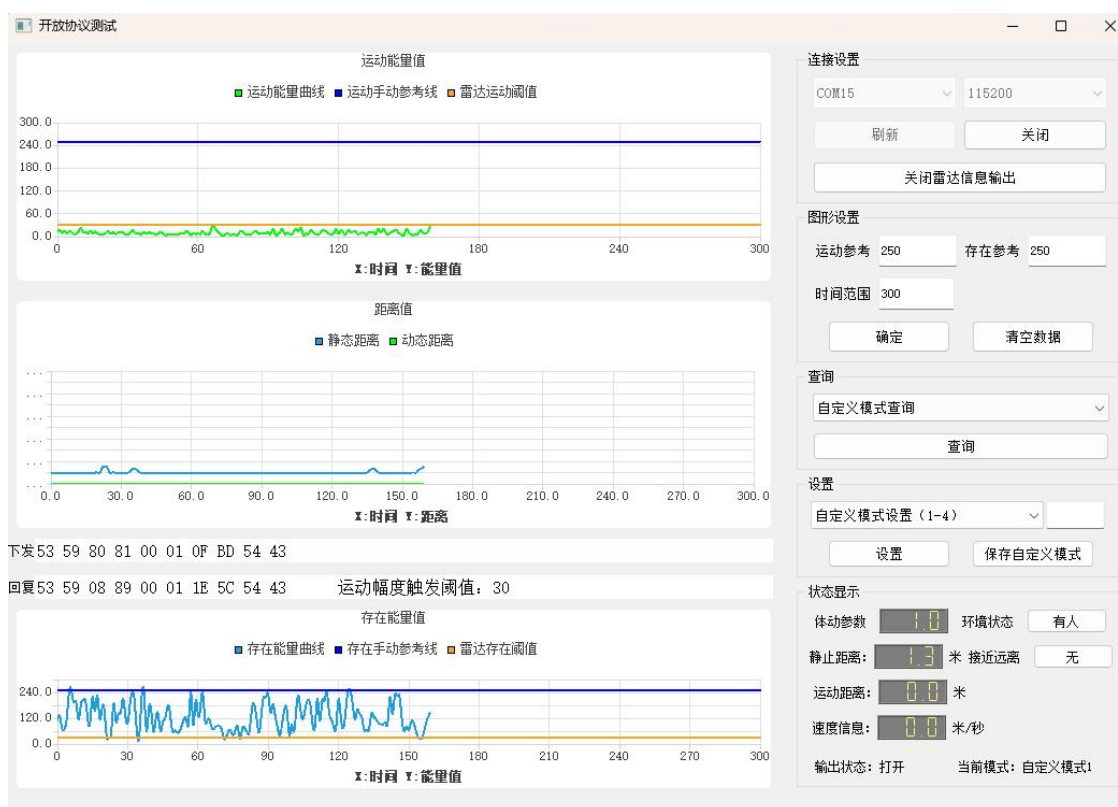 开放协议测试
运动能量值
运动能量曲线 运动手动参考线 雷达运动阈值
300.0
240.0
180.0
120.0
60.0
0.0
0 60 120 180 240 300
X:时间 Y:能量值
距离值
静态距离 动态距离
...
...
...
...
...
...
0.0 30.0 60.0 90.0 120.0 150.0 180.0 210.0 240.0 270.0 300.0
X:时间 Y:距离
下发 53 59 80 81 00 01 0F BD 54 43
回复 53 59 08 89 00 01 1E 5C 54 43 运动幅度触发阈值：30
存在能量值
存在能量曲线 存在手动参考线 雷达存在阈值
240.0
120.0
0.0
0 30 60 90 120 150 180 210 240 270 300
X:时间 Y:能量值
连接设置
COM15 115200
刷新 关闭
关闭雷达信息输出
图形设置
运动参考 250 存在参考 250
时间范围 300
确定 清空数据
查询
自定义模式查询
查询
设置
自定义模式设置（1-4）
设置 保存自定义模式
状态显示
体动参数 1.0 环境状态 有人
静止距离： 1.3 米 接近远离 无
运动距离： 0.0 米
速度信息： 0.0 米/秒
输出状态：打开 当前模式：自定义模式1